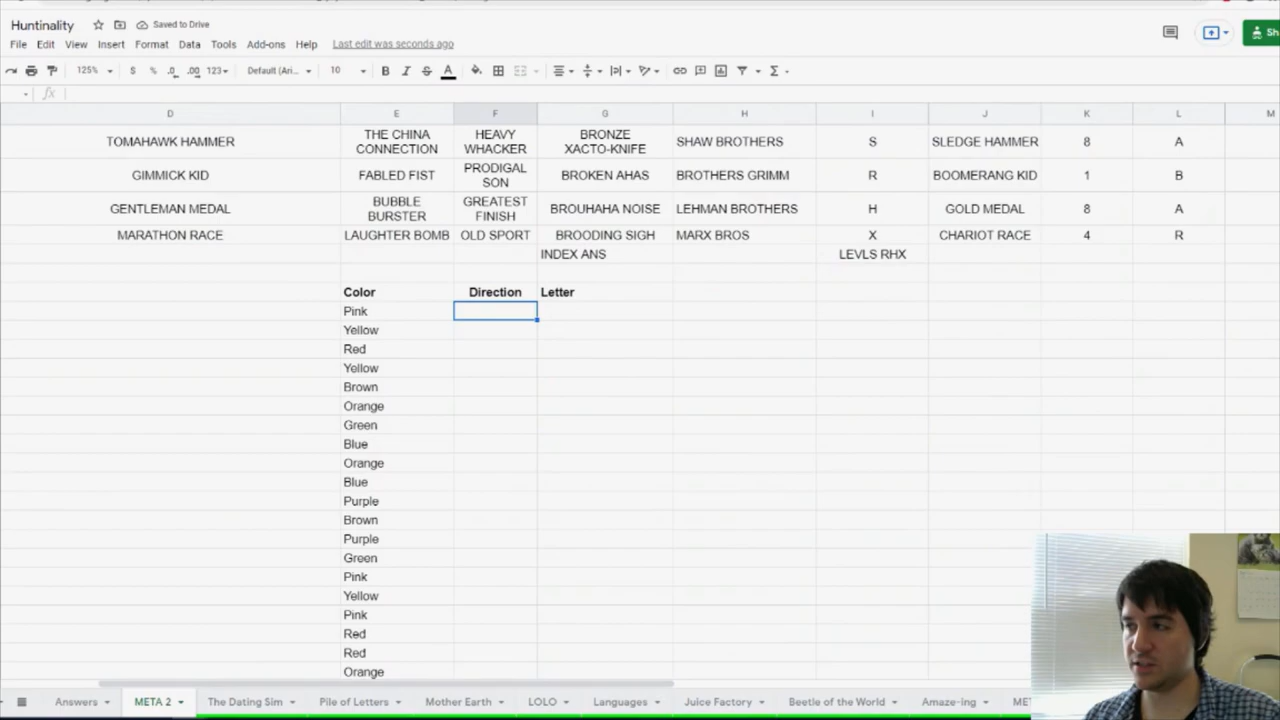 Huntinality
Saved to Drive
File Edit View Insert Format Data Tools Add-ons Help Last edit was seconds ago
125% $ % .0 .00 123 Default (Ari... 10 B I S A
fx
D E F G H I J K L M
TOMAHAWK HAMMER THE CHINA CONNECTION HEAVY WHACKER BRONZE XACTO-KNIFE SHAW BROTHERS S SLEDGE HAMMER 8 A
GIMMICK KID FABLED FIST PRODIGAL SON BROKEN AHAS BROTHERS GRIMM R BOOMERANG KID 1 B
GENTLEMAN MEDAL BUBBLE BURSTER GREATEST FINISH BROUHAHA NOISE LEHMAN BROTHERS H GOLD MEDAL 8 A
MARATHON RACE LAUGHTER BOMB OLD SPORT BROODING SIGH MARX BROS X CHARIOT RACE 4 R
INDEX ANS LEVLS RHX
Color Direction Letter
Pink
Yellow
Red
Yellow
Brown
Orange
Green
Blue
Orange
Blue
Purple
Brown
Purple
Green
Pink
Yellow
Pink
Red
Red
Orange
Answers META 2 The Dating Sim Pile of Letters Mother Earth LOLO Languages Juice Factory Beetle of the World Amaze-ing